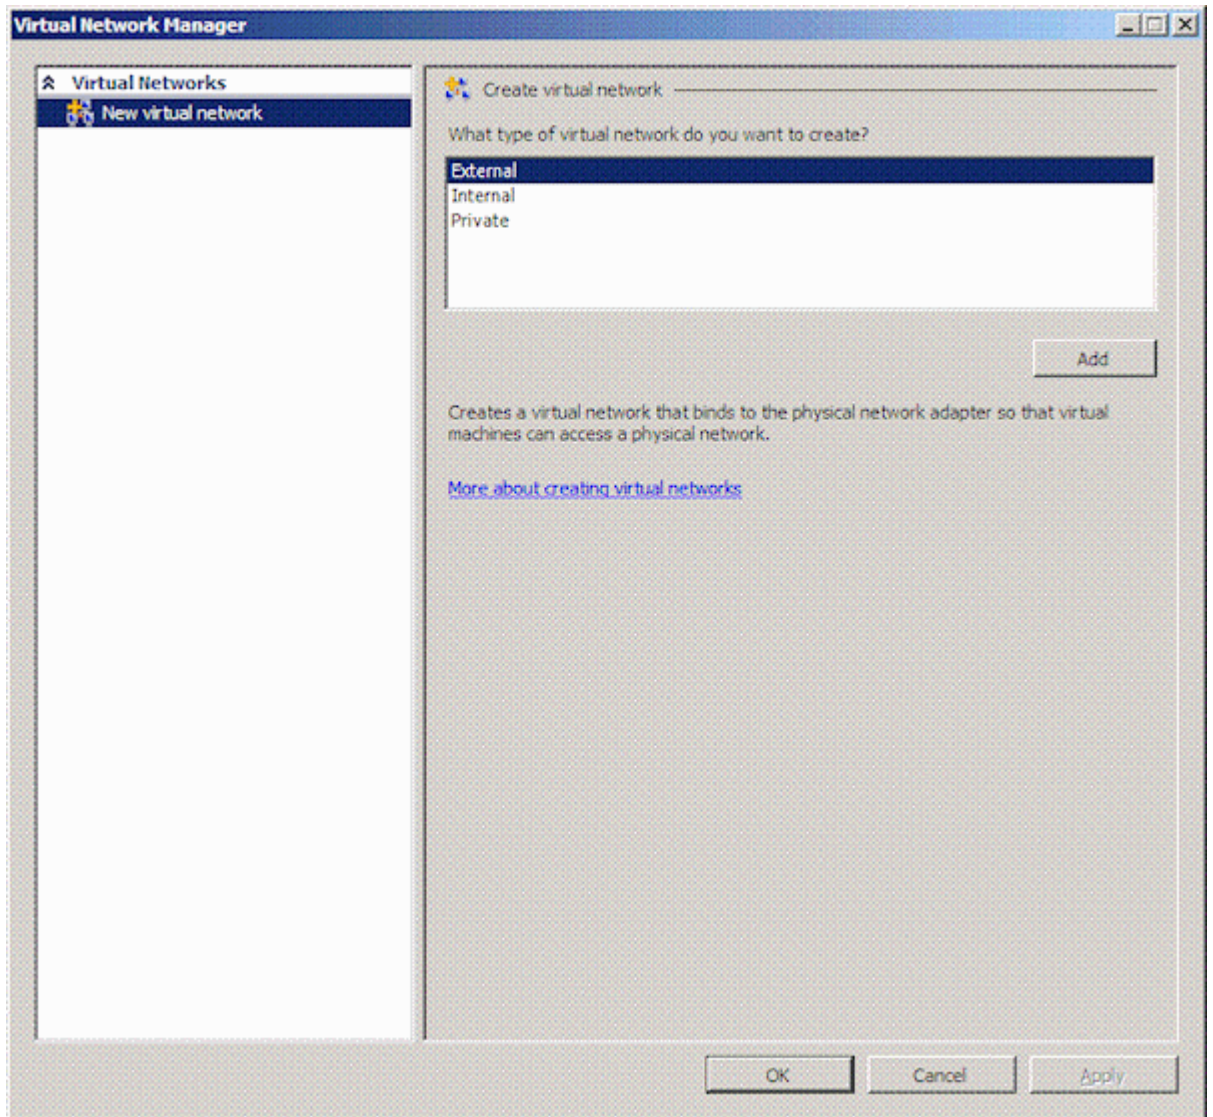 Virtual Network Manager
Virtual Networks
New virtual network
Create virtual network
What type of virtual network do you want to create?
External
Internal
Private
Add
Creates a virtual network that binds to the physical network adapter so that virtual
machines can access a physical network.
More about creating virtual networks
OK
Cancel
Apply